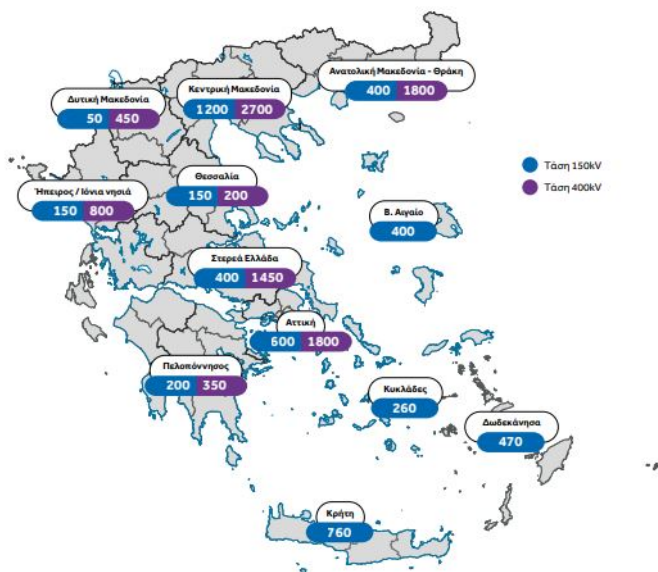 Ανατολική Μακεδονία - Θράκη
400 1800
Κεντρική Μακεδονία
1200 2700
Δυτική Μακεδονία
50 450
Τάση 150kV
Τάση 400kV
Θεσσαλία
150 200
Ήπειρος / Ιόνια νησιά
150 800
Β. Αιγαίο
400
Στερεά Ελλάδα
400 1450
Αττική
600 1800
Πελοπόννησος
200 350
Κυκλάδες
260
Δωδεκάνησα
470
Κρήτη
760